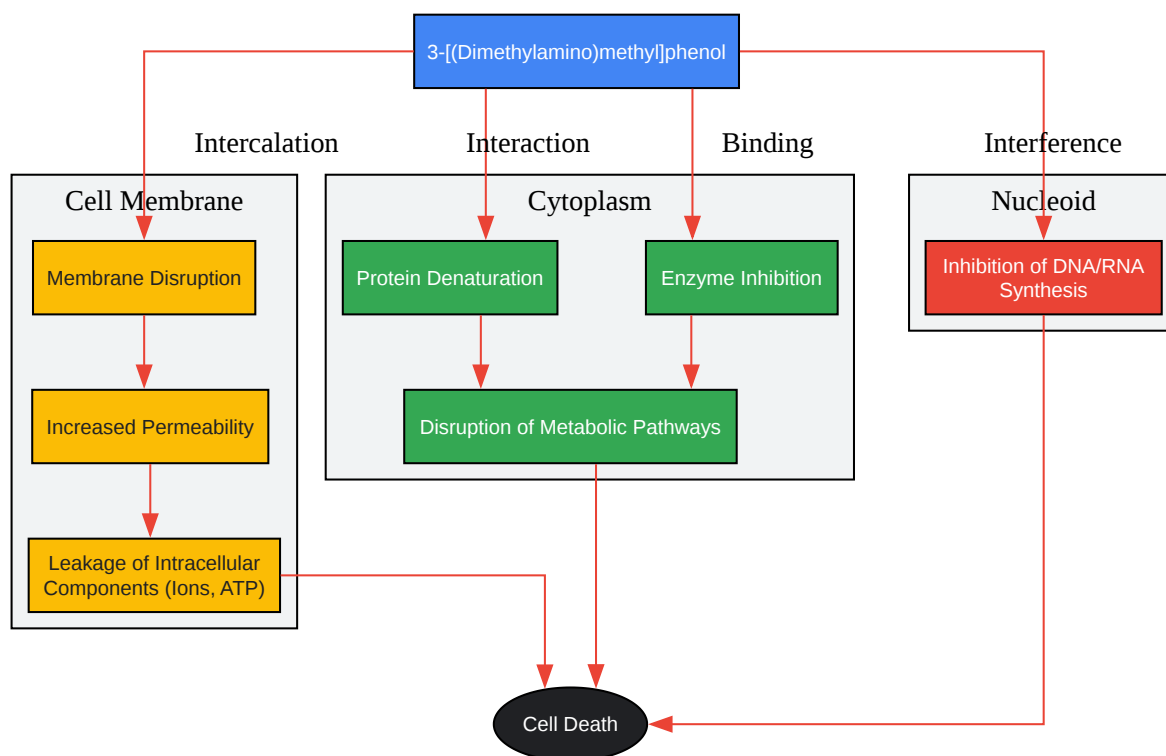 3-[(Dimethylamino)methyl]phenol
Intercalation
Interaction
Binding
Interference
Cell Membrane
Cytoplasm
Nucleoid
Membrane Disruption
Protein Denaturation
Enzyme Inhibition
Inhibition of DNA/RNA
Synthesis
Increased Permeability
Disruption of Metabolic Pathways
Leakage of Intracellular
Components (Ions, ATP)
Cell Death